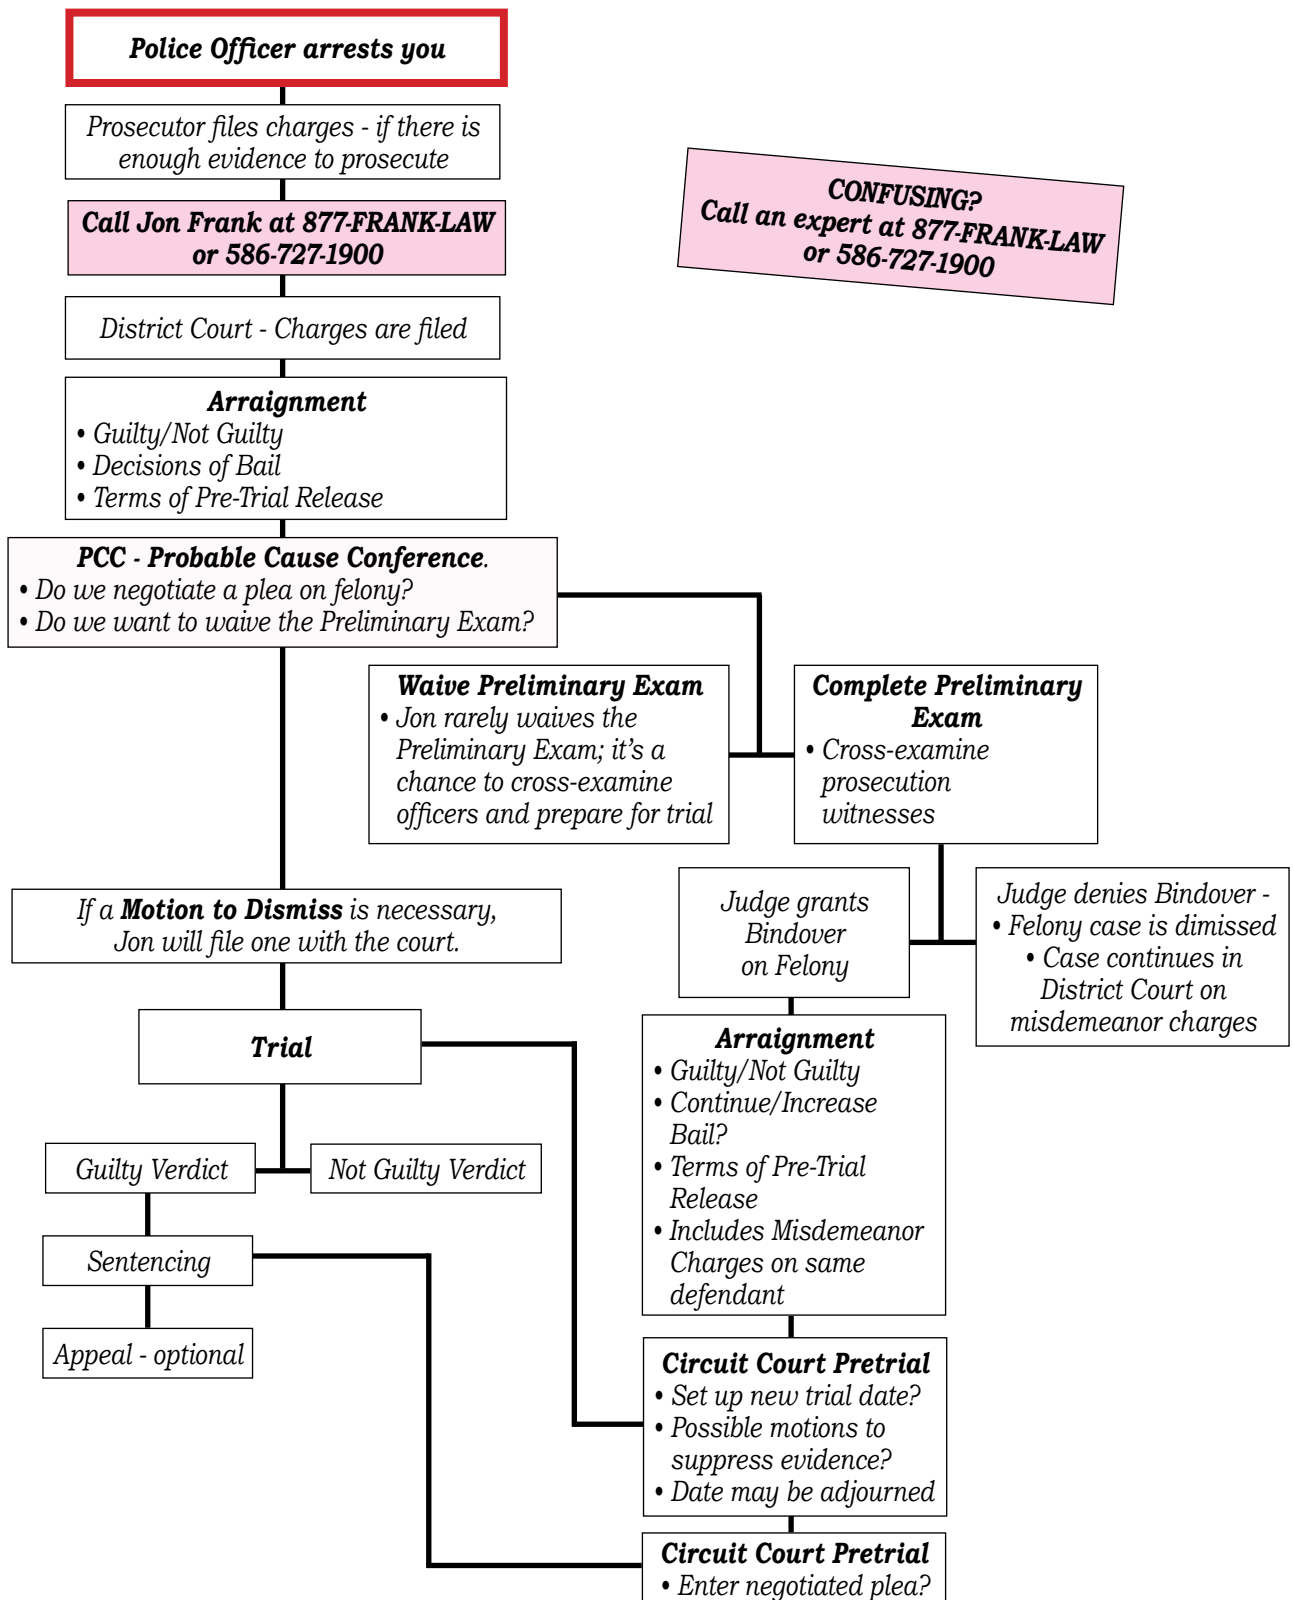 Police Officer arrests you
Prosecutor files charges - if there is
enough evidence to prosecute
Call Jon Frank at 877-FRANK-LAW
or 586-727-1900
CONFUSING?
Call an expert at 877-FRANK-LAW
or 586-727-1900
District Court - Charges are filed
Arraignment
• Guilty/Not Guilty
• Decisions of Bail
• Terms of Pre-Trial Release
PCC - Probable Cause Conference.
• Do we negotiate a plea on felony?
• Do we want to waive the Preliminary Exam?
Waive Preliminary Exam
• Jon rarely waives the
Preliminary Exam; it's a
chance to cross-examine
officers and prepare for trial
Complete Preliminary
Exam
• Cross-examine
prosecution
witnesses
If a Motion to Dismiss is necessary,
Jon will file one with the court.
Judge grants
Bindover
on Felony
Judge denies Bindover -
• Felony case is dimissed
• Case continues in
District Court on
misdemeanor charges
Trial
Arraignment
• Guilty/Not Guilty
• Continue/Increase
Bail?
• Terms of Pre-Trial
Release
• Includes Misdemeanor
Charges on same
defendant
Guilty Verdict
Not Guilty Verdict
Sentencing
Appeal - optional
Circuit Court Pretrial
• Set up new trial date?
• Possible motions to
suppress evidence?
• Date may be adjourned
Circuit Court Pretrial
• Enter negotiated plea?